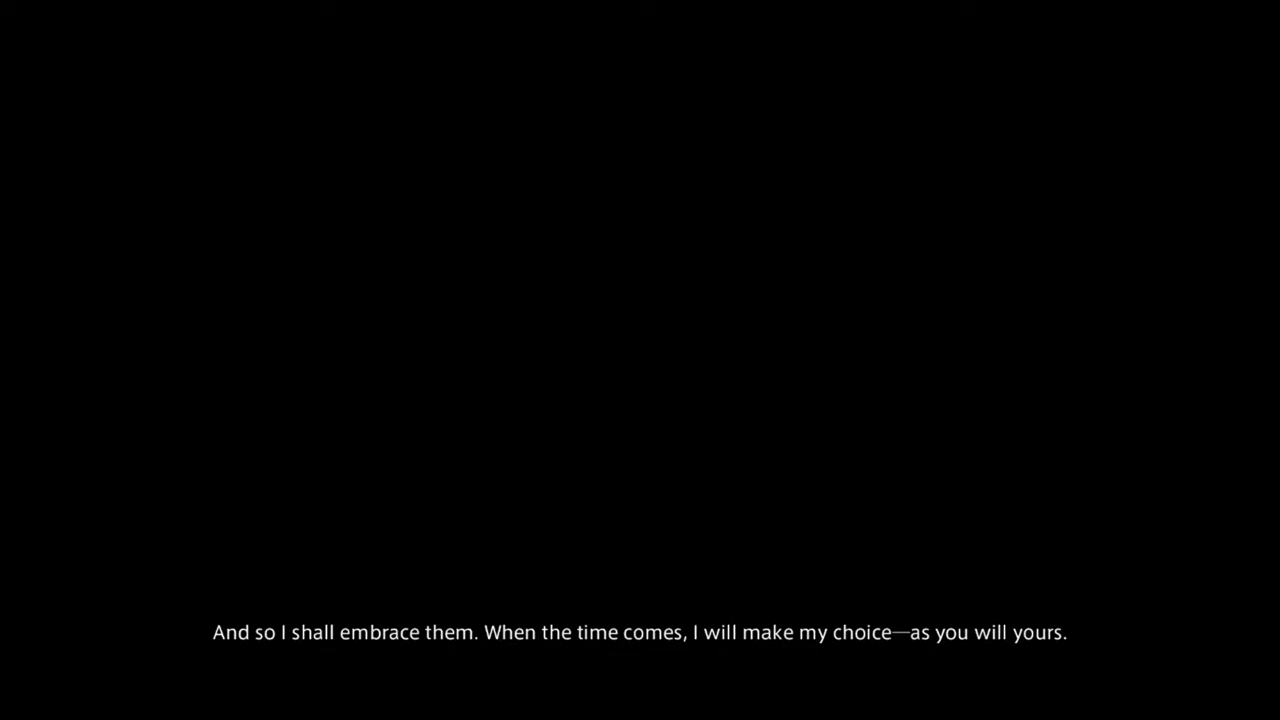 And so I shall embrace them. When the time comes, I will make my choice—as you will yours.